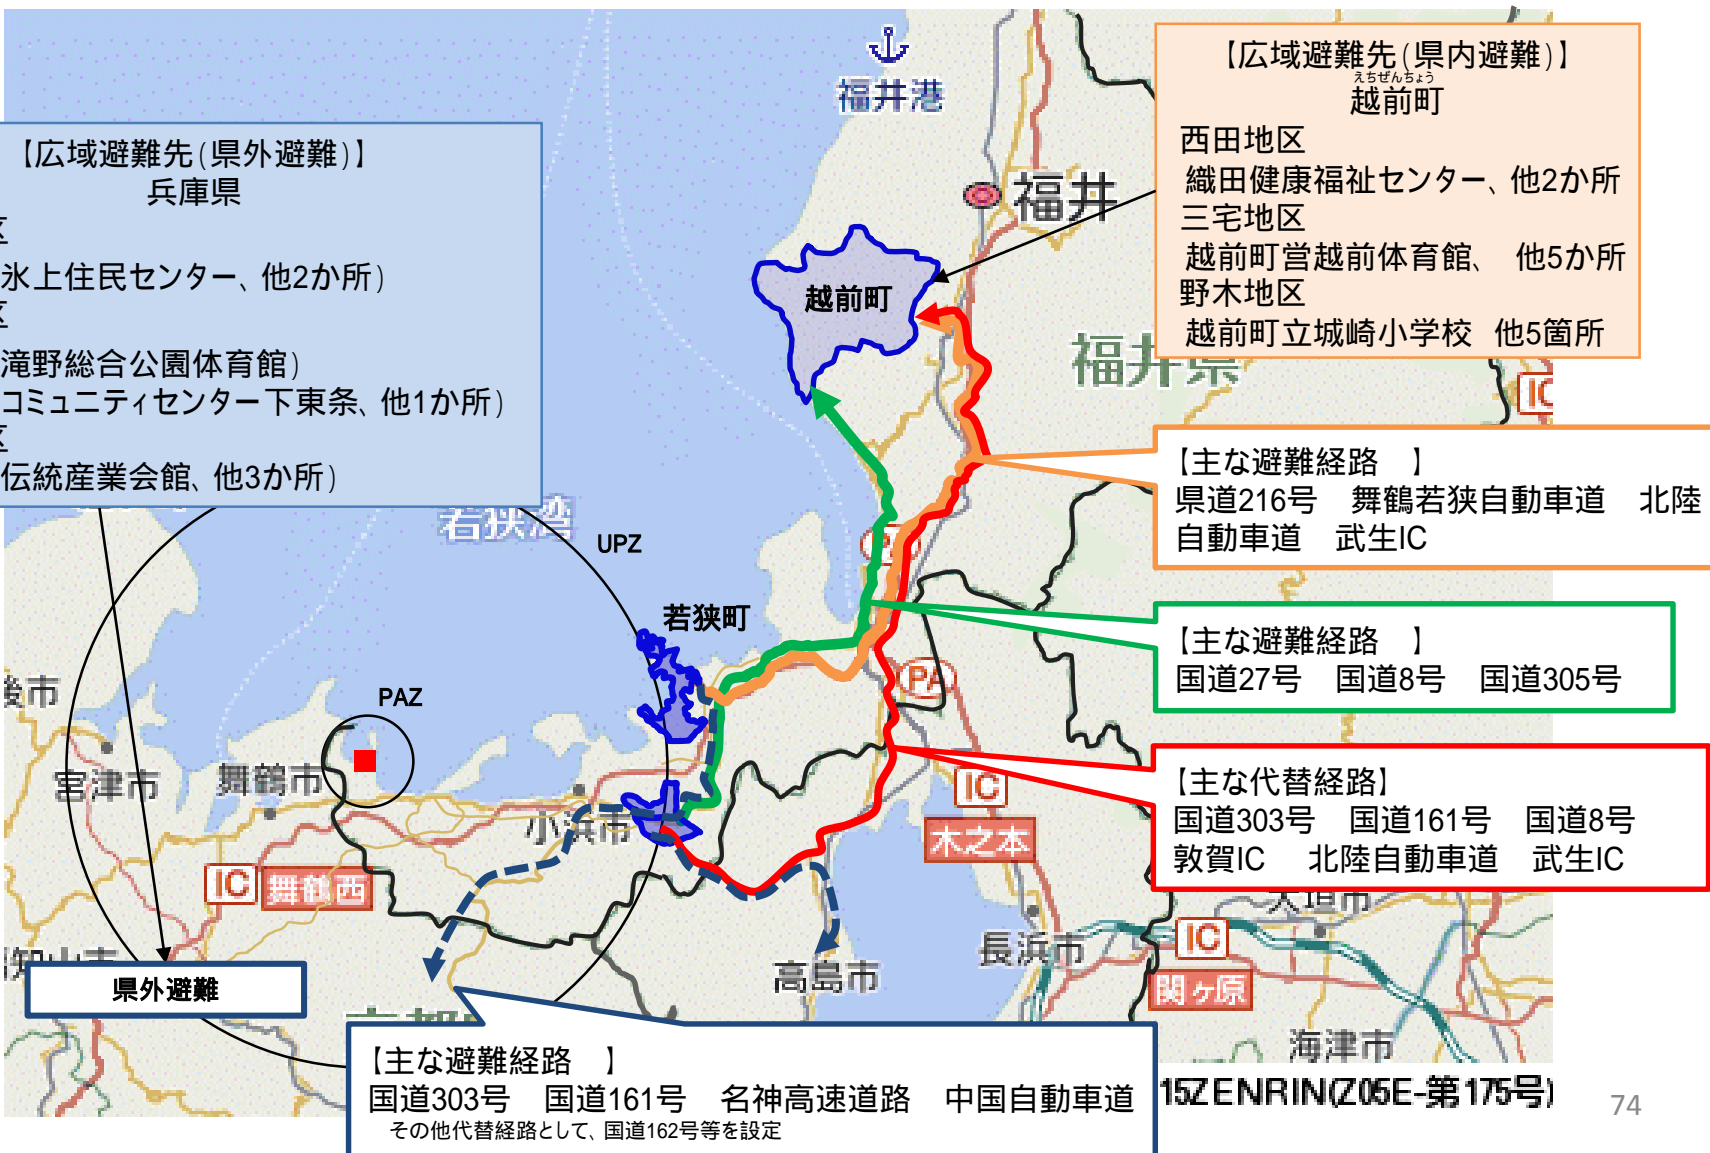 【広域避難先(県外避難)】
兵庫県
区
氷上住民センター、他2か所)
区
滝野総合公園体育館)
コミュニティセンター下東条、他1か所)
区
伝統産業会館、他3か所)
【広域避難先(県内避難)】
えちぜんちょう
越前町
西田地区
織田健康福祉センター、他2か所
三宅地区
越前町営越前体育館、 他5か所
野木地区
越前町立城崎小学校 他5箇所
福井港
福井
越前町
福井県
IC
【主な避難経路 】
県道216号 舞鶴若狭自動車道 北陸
自動車道 武生IC
若狭湾
UPZ
PA
若狭町
【主な避難経路 】
国道27号 国道8号 国道305号
PA
PAZ
宮津市
舞鶴市
小浜市
IC
舞鶴西
IC
木之本
【主な代替経路】
国道303号 国道161号 国道8号
敦賀IC 北陸自動車道 武生IC
大垣市
長浜市
IC
関ヶ原
高島市
県外避難
海津市
【主な避難経路 】
国道303号 国道161号 名神高速道路 中国自動車道
その他代替経路として、国道162号等を設定
15ZENRIN(Z05E-第175号)
74